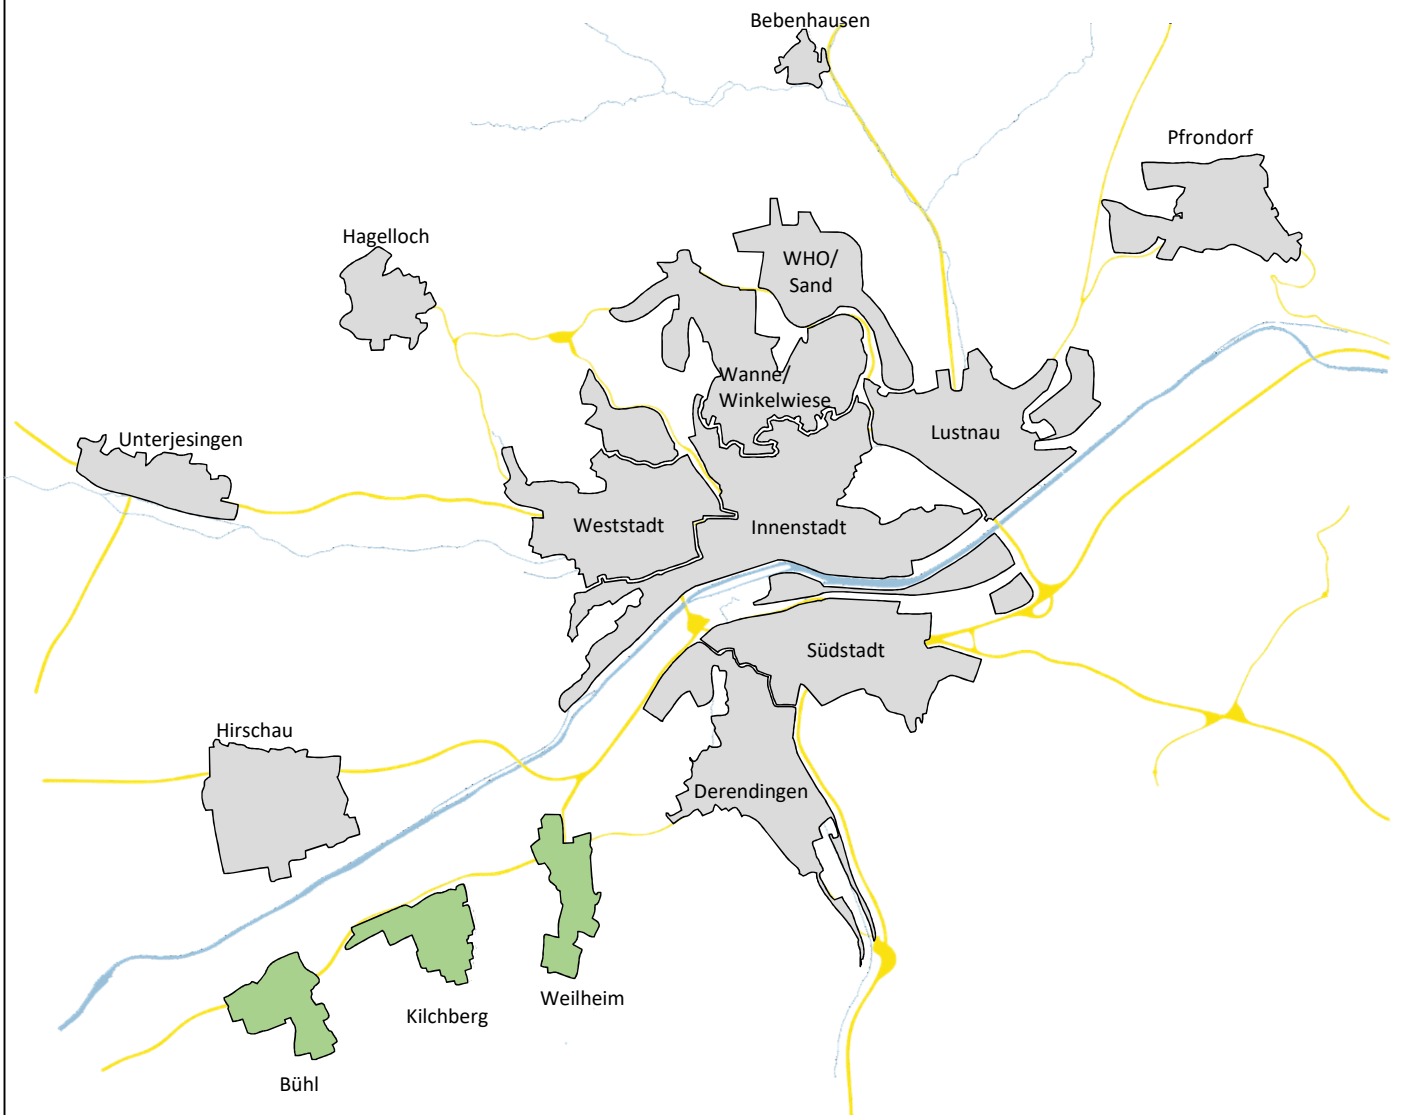 Bebenhausen
Pfrondorf
Hagelloch
WHO/
Sand
Wanne/
Winkelwiese
Unterjesingen
Lustnau
Weststadt
Innenstadt
Südstadt
Hirschau
Derendingen
Weilheim
Kilchberg
Bühl